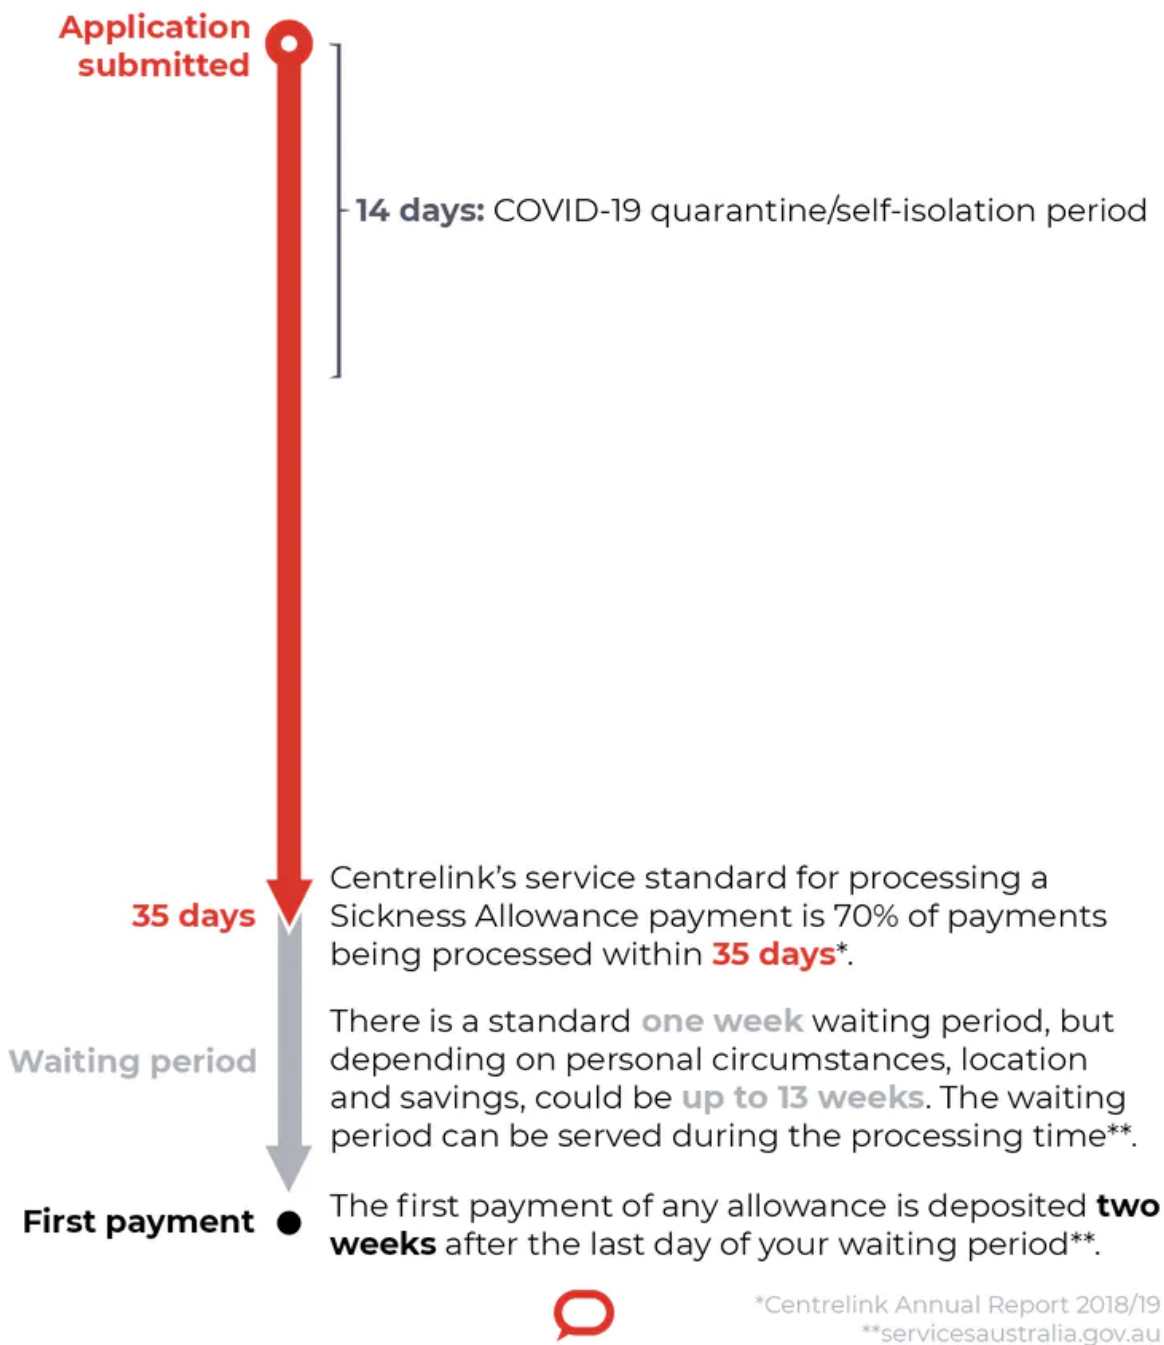 Application
submitted
14 days: COVID-19 quarantine/self-isolation period
35 days
Centrelink’s service standard for processing a
Sickness Allowance payment is 70% of payments
being processed within 35 days*.
Waiting period
There is a standard one week waiting period, but
depending on personal circumstances, location
and savings, could be up to 13 weeks. The waiting
period can be served during the processing time**.
First payment
The first payment of any allowance is deposited two
weeks after the last day of your waiting period**.
*Centrelink Annual Report 2018/19
**servicesaustralia.gov.au